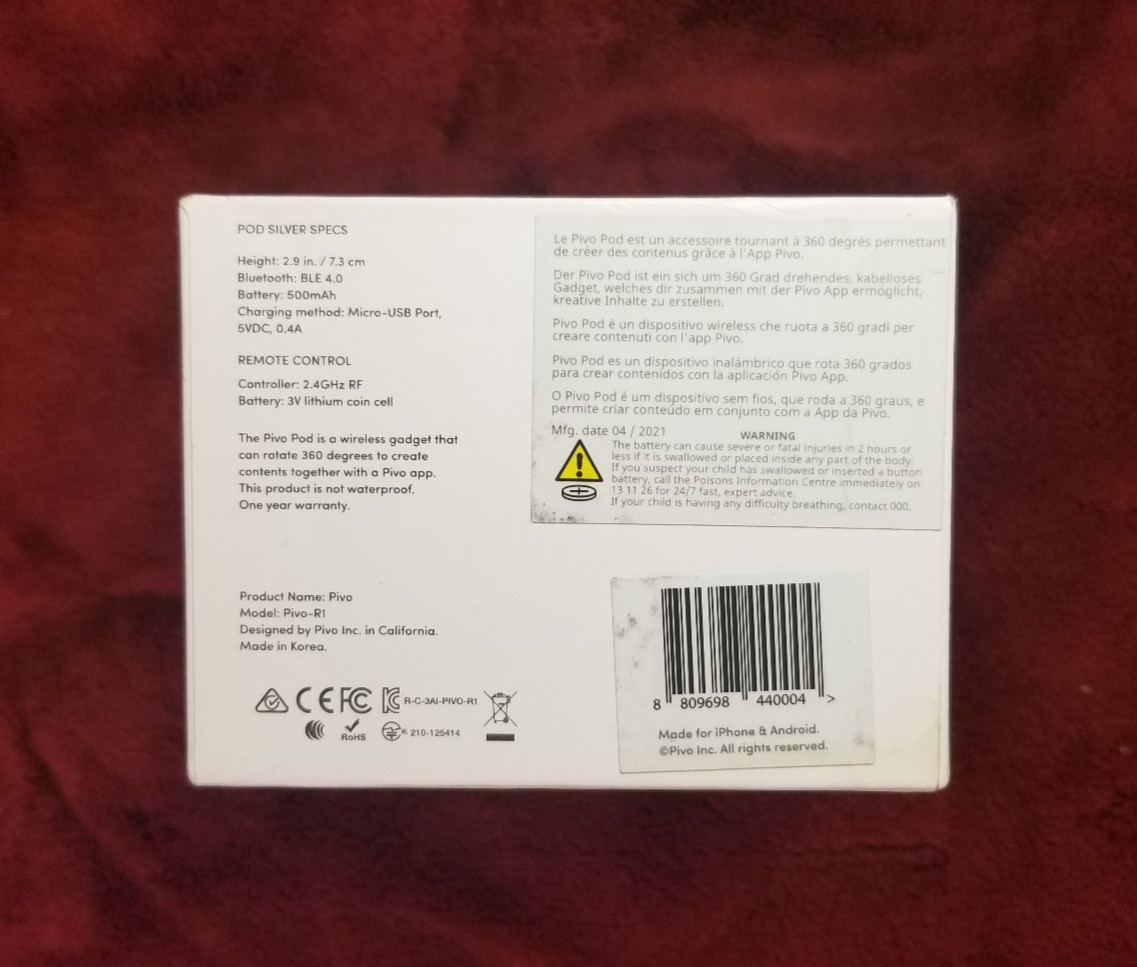 POD SILVER SPECS
Height: 2.9 in. / 7.3 cm
Bluetooth: BLE 4.0
Battery: 500mAh
Charging method: Micro-USB Port,
5VDC, 0.4A
REMOTE CONTROL
Controller: 2.4GHz RF
Battery: 3V lithium coin cell
The Pivo Pod is a wireless gadget that
can rotate 360 degrees to create
contents together with a Pivo app.
This product is not waterproof.
One year warranty.
Product Name: Pivo
Model: Pivo-R1
Designed by Pivo Inc. in California.
Made in Korea.
CE FC R-C-3AI-PIVO-R1
RoHS R 210-125414
Le Pivo Pod est un accessoire tournant à 360 degrés permettant
de créer des contenus grâce à l'App Pivo.
Der Pivo Pod ist ein sich um 360 Grad drehendes, kabelloses
Gadget, welches dir zusammen mit der Pivo App ermöglicht,
kreative Inhalte zu erstellen.
Pivo Pod è un dispositivo wireless che ruota a 360 gradi per
creare contenuti con l'app Pivo.
Pivo Pod es un dispositivo inalámbrico que rota 360 grados
para crear contenidos con la aplicación Pivo App.
O Pivo Pod é um dispositivo sem fios, que roda a 360 graus, e
permite criar conteúdo em conjunto com a App da Pivo.
Mfg. date 04 / 2021
WARNING
The battery can cause severe or fatal injuries in 2 hours or
less if it is swallowed or placed inside any part of the body.
If you suspect your child has swallowed or inserted a button
battery, call the Poisons Information Centre immediately on
13 11 26 for 24/7 fast, expert advice.
If your child is having any difficulty breathing, contact 000.
8 809698 440004 >
Made for iPhone & Android.
©Pivo Inc. All rights reserved.